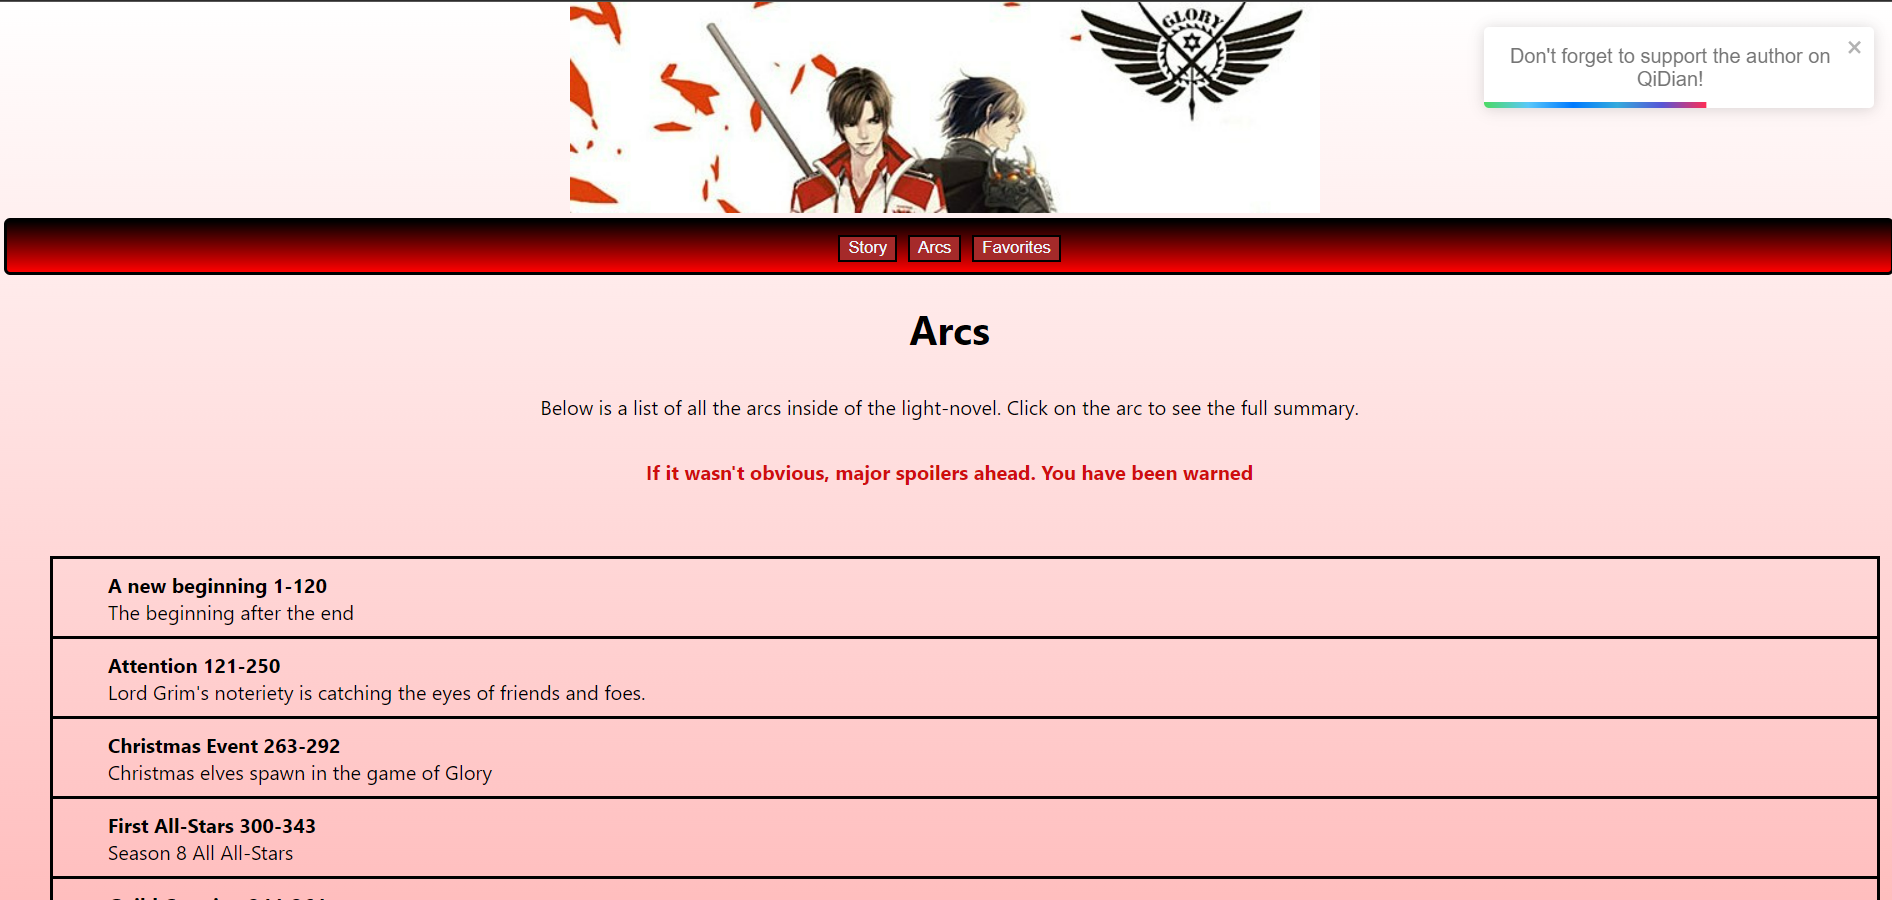 GLORY
Don't forget to support the author on
QiDian!
×
Story Arcs Favorites
Arcs
Below is a list of all the arcs inside of the light-novel. Click on the arc to see the full summary.
If it wasn't obvious, major spoilers ahead. You have been warned
A new beginning 1-120
The beginning after the end
Attention 121-250
Lord Grim's noteriety is catching the eyes of friends and foes.
Christmas Event 263-292
Christmas elves spawn in the game of Glory
First All-Stars 300-343
Season 8 All All-Stars